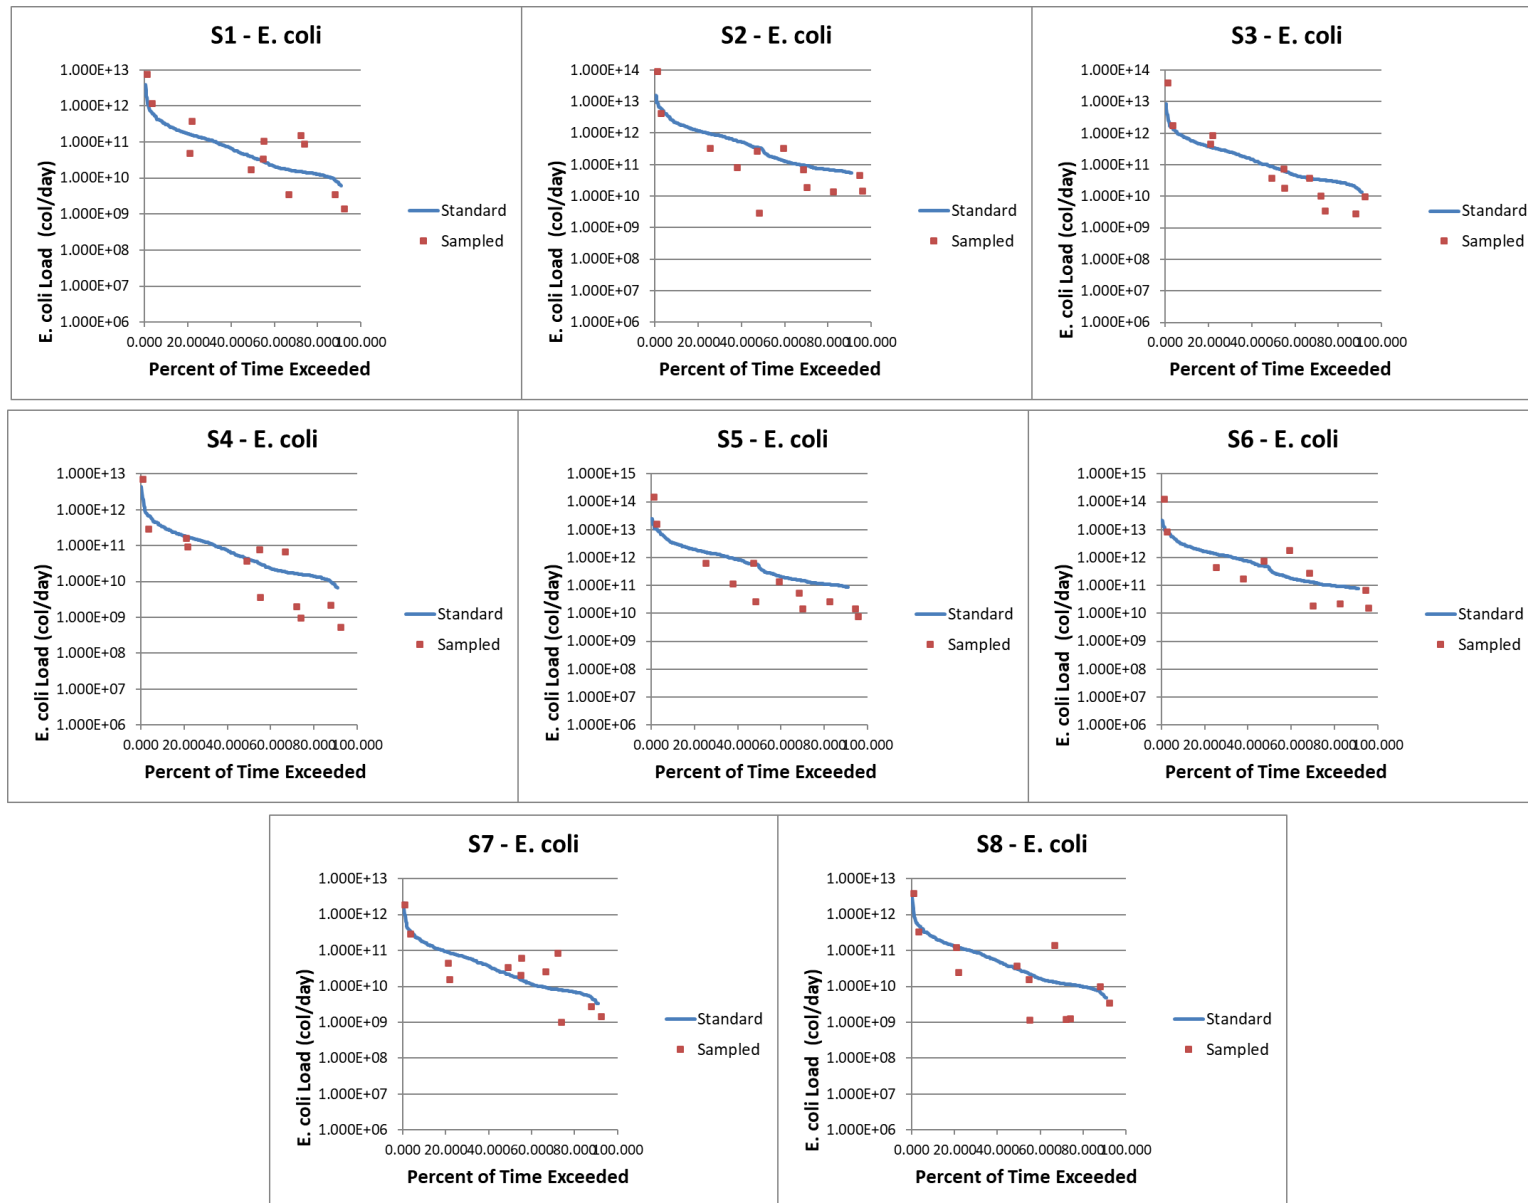 S1 - E. coli
1.000E+13
1.000E+12
1.000E+11
1.000E+10
1.000E+09
1.000E+08
1.000E+07
1.000E+06
E. coli Load (col/day)
0.000 20.00040.00060.00080.000100.000
Percent of Time Exceeded
Standard
Sampled
S2 - E. coli
1.000E+14
1.000E+13
1.000E+12
1.000E+11
1.000E+10
1.000E+09
1.000E+08
1.000E+07
1.000E+06
E. coli Load (col/day)
0.000 20.00040.00060.00080.000100.000
Percent of Time Exceeded
Standard
Sampled
S3 - E. coli
1.000E+14
1.000E+13
1.000E+12
1.000E+11
1.000E+10
1.000E+09
1.000E+08
1.000E+07
1.000E+06
E. coli Load (col/day)
0.000 20.00040.00060.00080.000100.000
Percent of Time Exceeded
Standard
Sampled
S4 - E. coli
1.000E+13
1.000E+12
1.000E+11
1.000E+10
1.000E+09
1.000E+08
1.000E+07
1.000E+06
E. coli Load (col/day)
0.000 20.00040.00060.00080.000100.000
Percent of Time Exceeded
Standard
Sampled
S5 - E. coli
1.000E+15
1.000E+14
1.000E+13
1.000E+12
1.000E+11
1.000E+10
1.000E+09
1.000E+08
1.000E+07
1.000E+06
E. coli Load (col/day)
0.000 20.00040.00060.00080.000100.000
Percent of Time Exceeded
Standard
Sampled
S6 - E. coli
1.000E+15
1.000E+14
1.000E+13
1.000E+12
1.000E+11
1.000E+10
1.000E+09
1.000E+08
1.000E+07
1.000E+06
E. coli Load (col/day)
0.000 20.00040.00060.00080.000100.000
Percent of Time Exceeded
Standard
Sampled
S7 - E. coli
1.000E+13
1.000E+12
1.000E+11
1.000E+10
1.000E+09
1.000E+08
1.000E+07
1.000E+06
E. coli Load (col/day)
0.000 20.00040.00060.00080.000100.000
Percent of Time Exceeded
Standard
Sampled
S8 - E. coli
1.000E+13
1.000E+12
1.000E+11
1.000E+10
1.000E+09
1.000E+08
1.000E+07
1.000E+06
E. coli Load (col/day)
0.000 20.00040.00060.00080.000100.000
Percent of Time Exceeded
Standard
Sampled